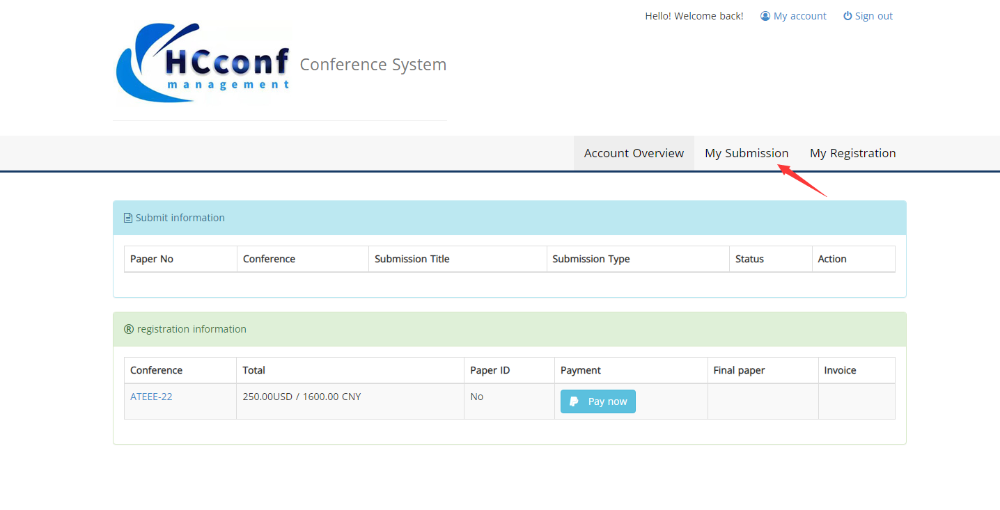 Hello! Welcome back! My account Sign out
HCconf
management
Conference System
Account Overview My Submission My Registration
Submit information
Paper No Conference Submission Title Submission Type Status Action
® registration information
Conference Total Paper ID Payment Final paper Invoice
ATEEE-22 250.00USD / 1600.00 CNY No Pay now